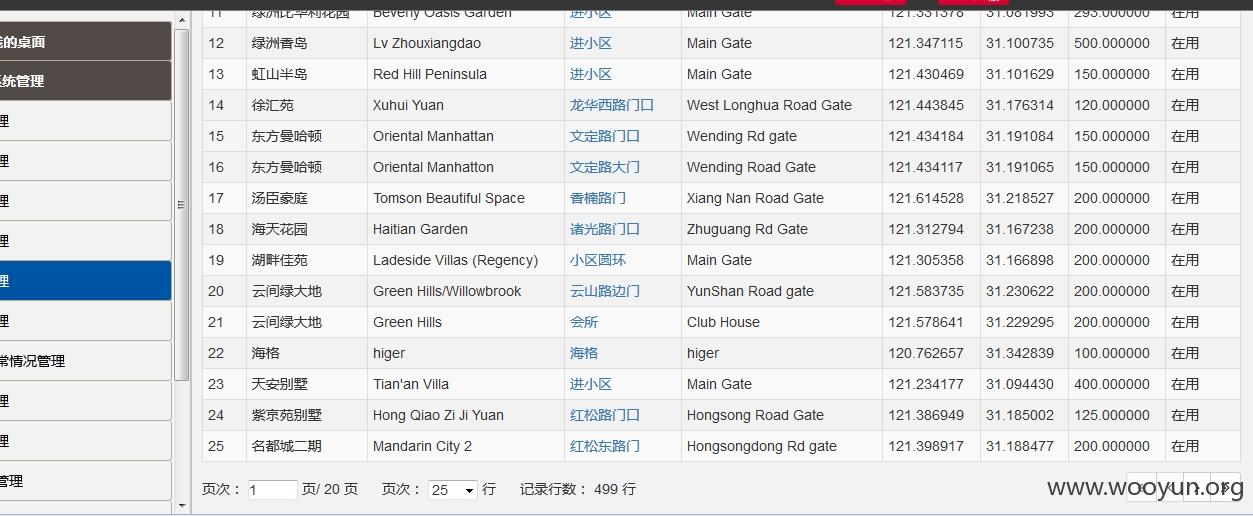 我的桌面
系统管理
理
理
理
理
理
理
常情况管理
理
理
管理
11 绿洲比华利花园 Beverly Oasis Garden 进小区 Main Gate 121.331378 31.081993 293.000000 在用
12 绿洲香岛 Lv Zhouxiangdao 进小区 Main Gate 121.347115 31.100735 500.000000 在用
13 虹山半岛 Red Hill Peninsula 进小区 Main Gate 121.430469 31.101629 150.000000 在用
14 徐汇苑 Xuhui Yuan 龙华西路门口 West Longhua Road Gate 121.443845 31.176314 120.000000 在用
15 东方曼哈顿 Oriental Manhattan 文定路门口 Wending Rd gate 121.434184 31.191084 150.000000 在用
16 东方曼哈顿 Oriental Manhatton 文定路大门 Wending Road Gate 121.434117 31.191065 150.000000 在用
17 汤臣豪庭 Tomson Beautiful Space 香楠路门 Xiang Nan Road Gate 121.614528 31.218527 200.000000 在用
18 海天花园 Haitian Garden 诸光路门口 Zhuguang Rd Gate 121.312794 31.167238 200.000000 在用
19 湖畔佳苑 Ladeside Villas (Regency) 小区圆环 Main Gate 121.305358 31.166898 200.000000 在用
20 云间绿大地 Green Hills/Willowbrook 云山路边门 YunShan Road gate 121.583735 31.230622 200.000000 在用
21 云间绿大地 Green Hills 会所 Club House 121.578641 31.229295 200.000000 在用
22 海格 higer 海格 higer 120.762657 31.342839 100.000000 在用
23 天安别墅 Tian'an Villa 进小区 Main Gate 121.234177 31.094430 400.000000 在用
24 紫京苑别墅 Hong Qiao Zi Ji Yuan 红松路门口 Hongsong Road Gate 121.386949 31.185002 125.000000 在用
25 名都城二期 Mandarin City 2 红松东路门 Hongsongdong Rd gate 121.398917 31.188477 200.000000 在用
页次： 1 页/ 20 页 页次： 25 行 记录行数： 499 行
www.wooyun.org